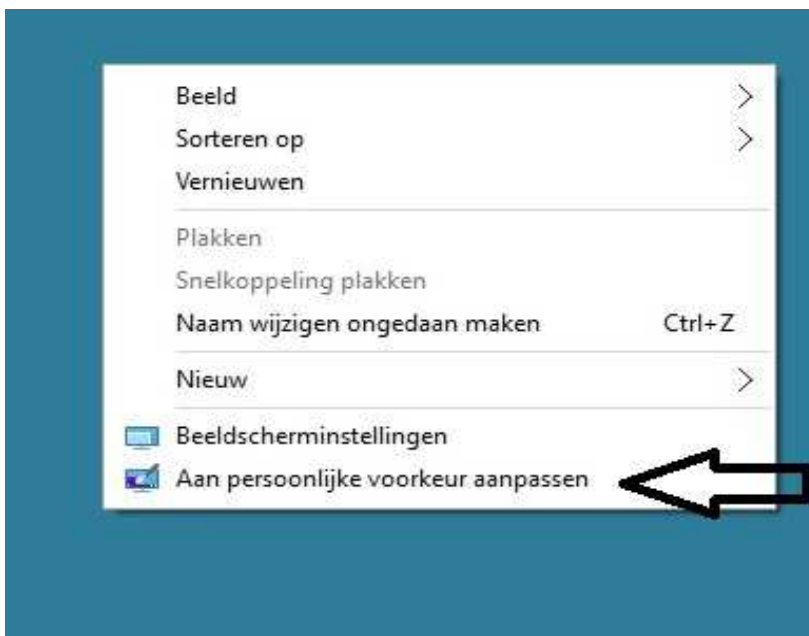 Beeld
Sorteren op
Vernieuwen
Plakken
Snelkoppeling plakken
Naam wijzigen ongedaan maken Ctrl+Z
Nieuw
Beeldscherminstellingen
Aan persoonlijke voorkeur aanpassen